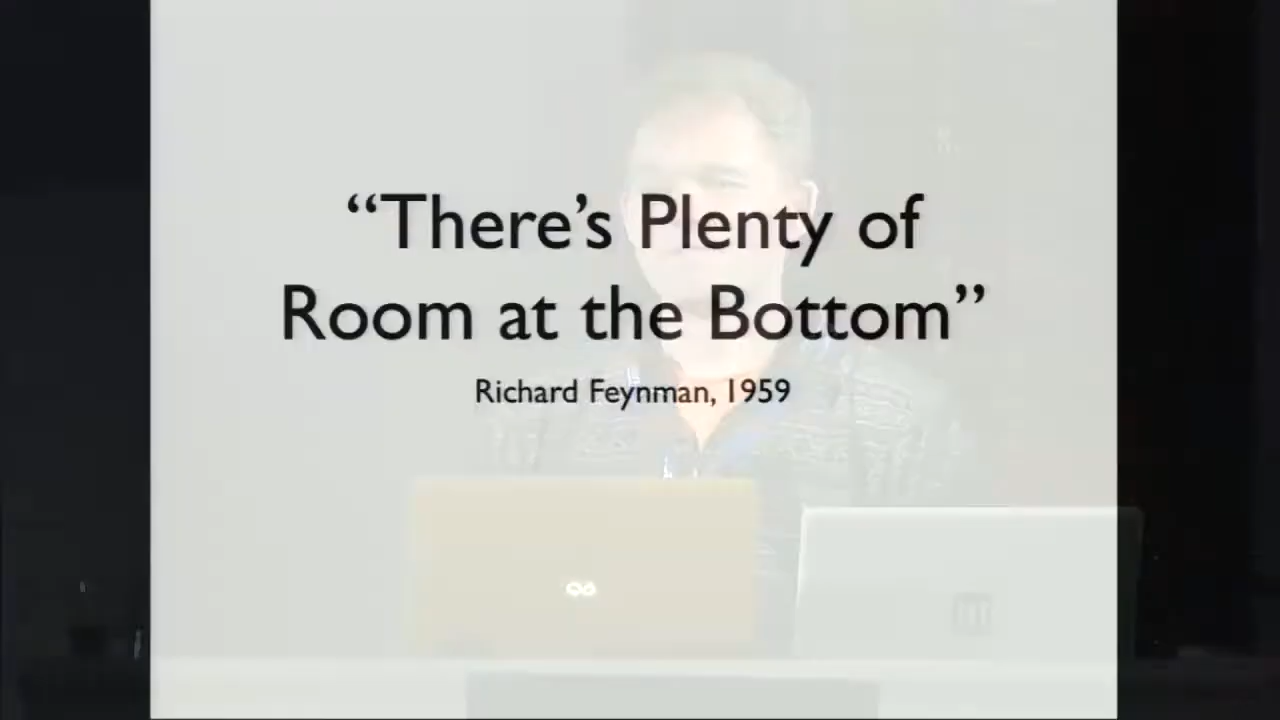 “There’s Plenty of
Room at the Bottom”
Richard Feynman, 1959